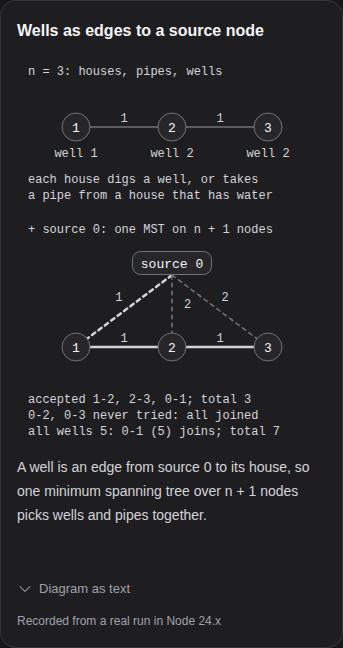 Wells as edges to a source node
n = 3: houses, pipes, wells
1 1 2 1 3
well 1 well 2 well 2
each house digs a well, or takes
a pipe from a house that has water
+ source 0: one MST on n + 1 nodes
source 0
1 2 2
1 1 2 1 3
accepted 1-2, 2-3, 0-1; total 3
0-2, 0-3 never tried: all joined
all wells 5: 0-1 (5) joins; total 7
A well is an edge from source 0 to its house, so
one minimum spanning tree over n + 1 nodes
picks wells and pipes together.
Diagram as text
Recorded from a real run in Node 24.x